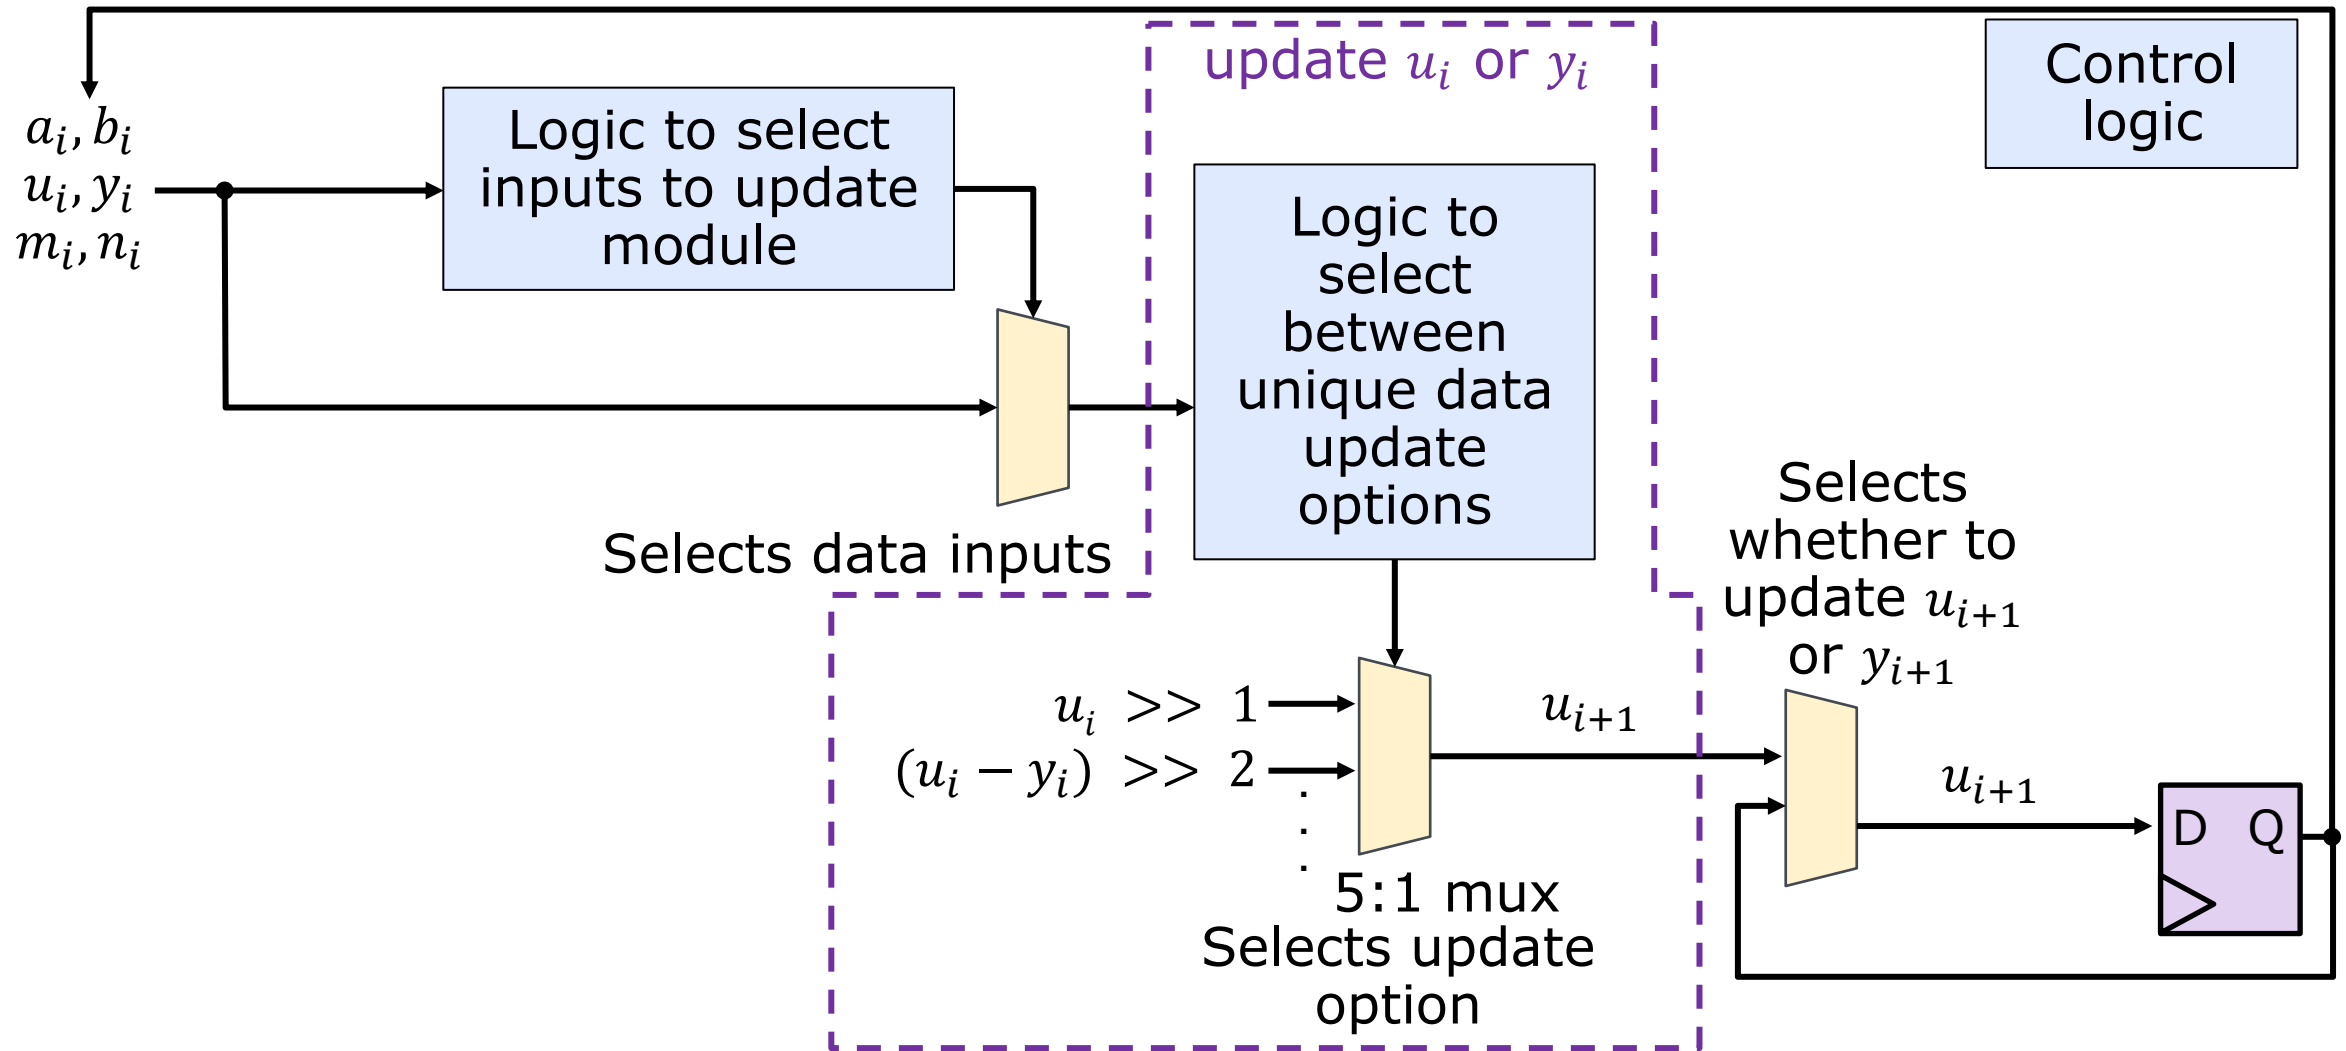 update uᵢ or yᵢ
Control
logic
aᵢ, bᵢ
uᵢ, yᵢ
mᵢ, nᵢ
Logic to select
inputs to update
module
Logic to
select
between
unique data
update
options
Selects data inputs
Selects
whether to
update uᵢ₊₁
or yᵢ₊₁
uᵢ >> 1
(uᵢ − yᵢ) >> 2
.
.
.
uᵢ₊₁
uᵢ₊₁
D Q
5:1 mux
Selects update
option